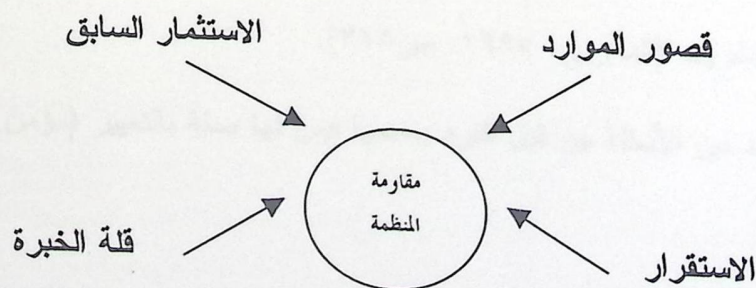 قصور الموارد
الاستثمار السابق
مقاومة
المنظمة
الاستقرار
قلة الخبرة